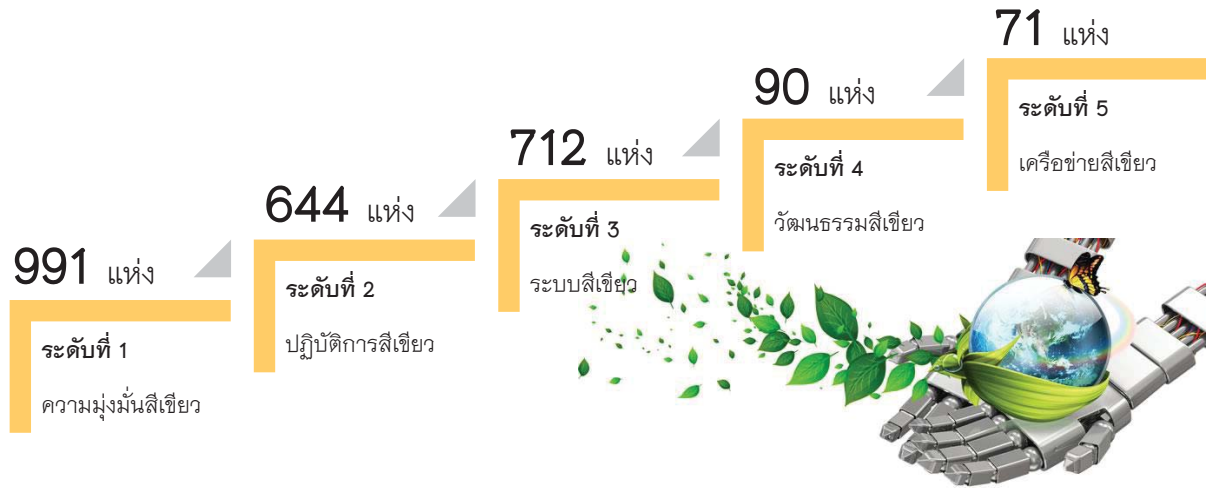 991 แห่ง
ระดับที่ 1
ความมุ่งมั่นสีเขียว
644 แห่ง
ระดับที่ 2
ปฏิบัติการสีเขียว
712 แห่ง
ระดับที่ 3
ระบบสีเขียว
90 แห่ง
ระดับที่ 4
วัฒนธรรมสีเขียว
71 แห่ง
ระดับที่ 5
เครือข่ายสีเขียว